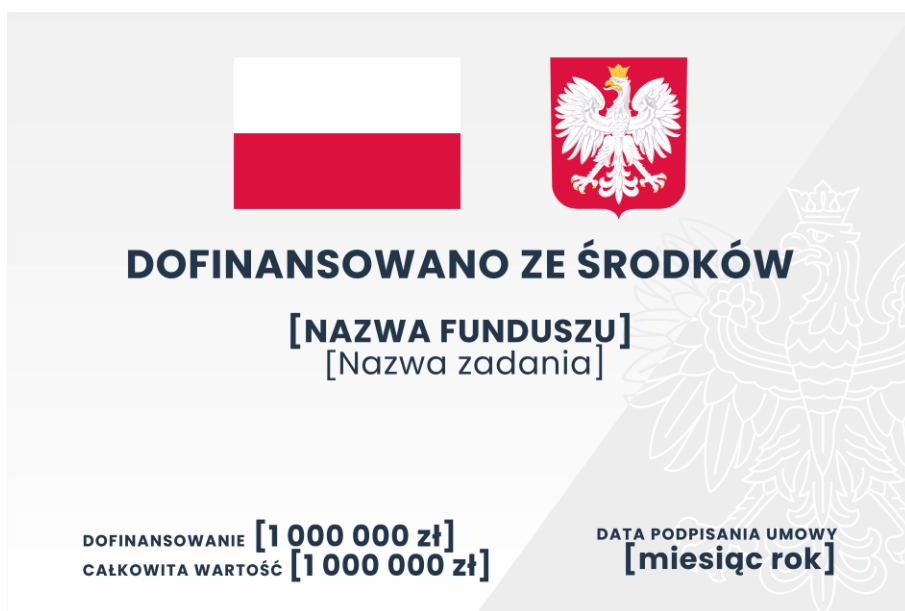 DOFINANSOWANO ZE ŚRODKÓW
[NAZWA FUNDUSZU]
[Nazwa zadania]
DOFINANSOWANIE [1 000 000 zł]
CAŁKOWITA WARTOŚĆ [1 000 000 zł]
DATA PODPISANIA UMOWY
[miesiąc rok]